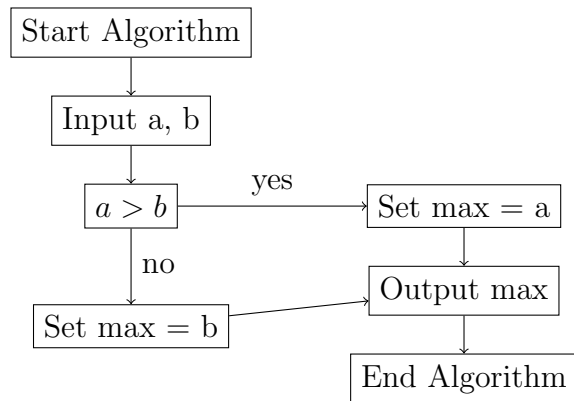 Start Algorithm
Input a, b
a > b
yes
Set max = a
no
Output max
Set max = b
End Algorithm